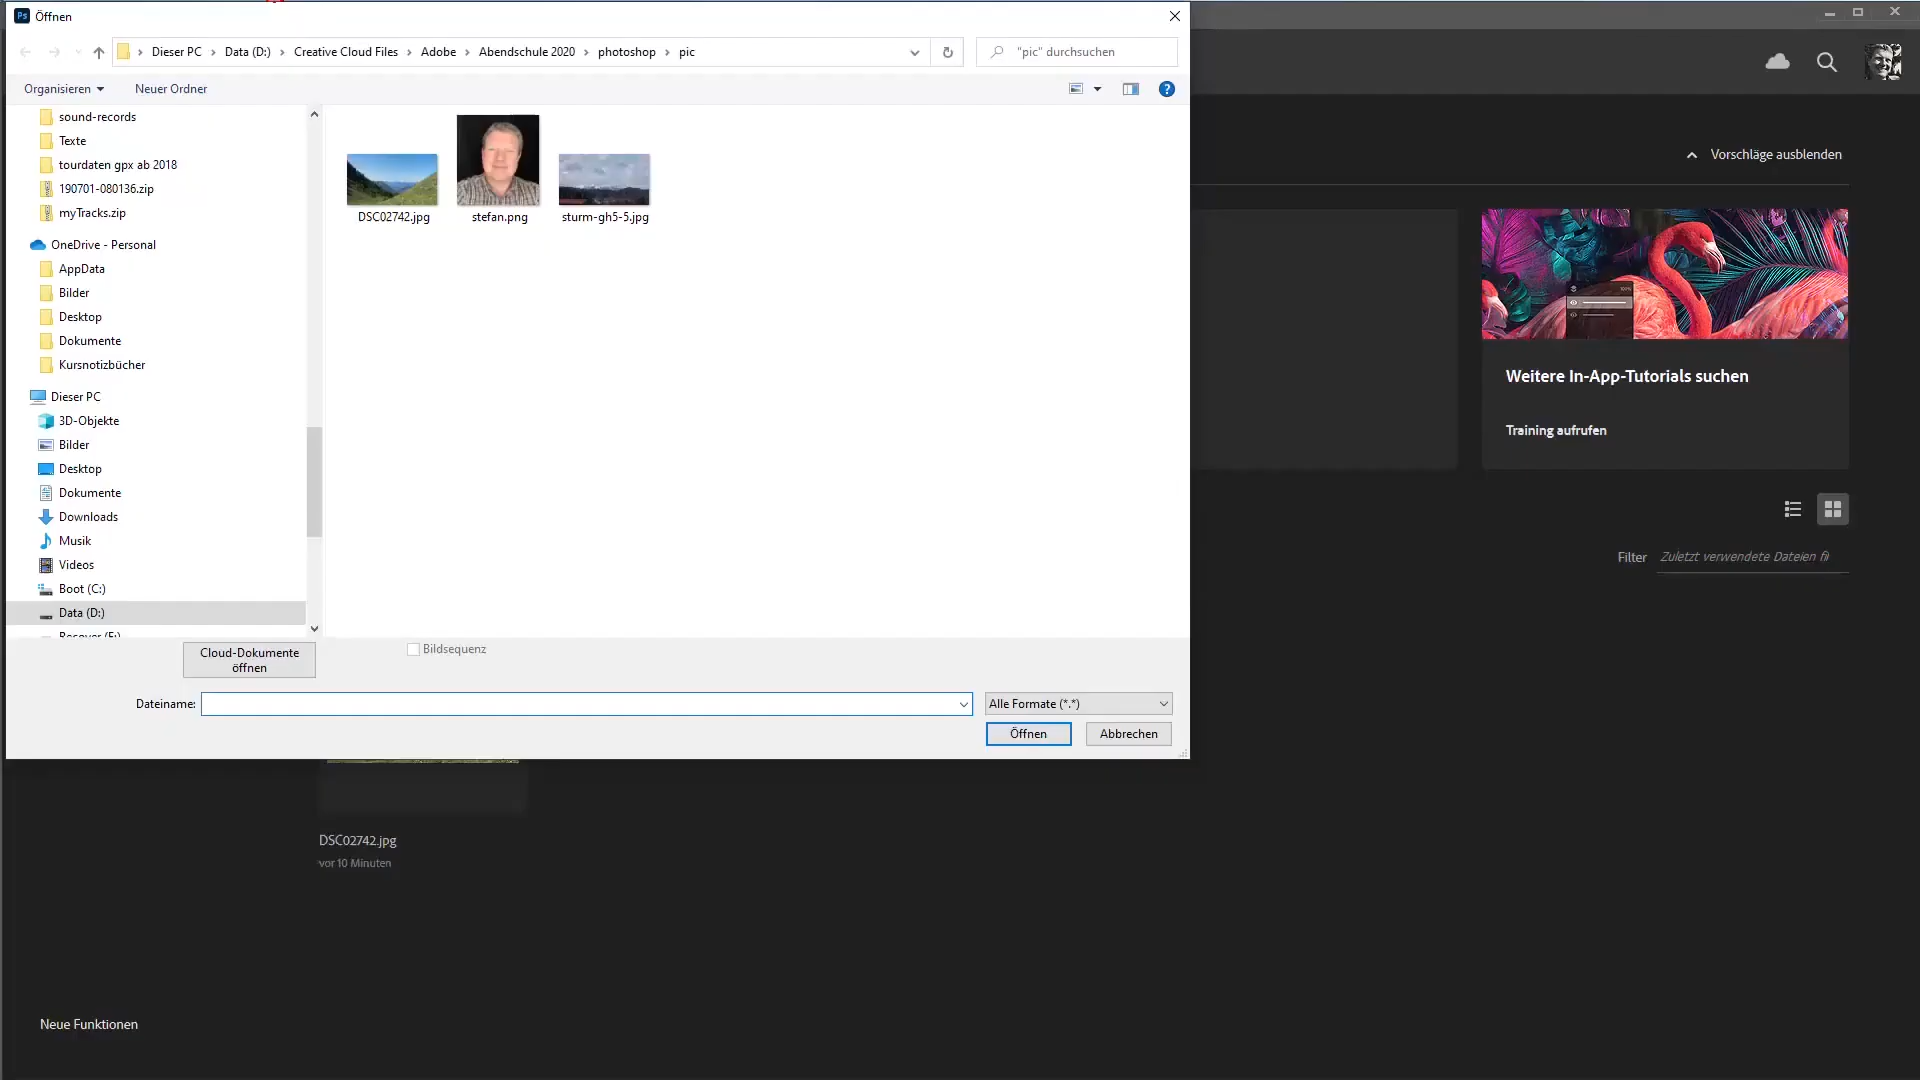 Ps Öffnen
Dieser PC › Data (D:) › Creative Cloud Files › Adobe › Abendschule 2020 › photoshop › pic
"pic" durchsuchen
Organisieren
Neuer Ordner
?
sound-records
Texte
tourdaten gpx ab 2018
190701-080136.zip
myTracks.zip
OneDrive - Personal
AppData
Bilder
Desktop
Dokumente
Kursnotizbücher
Dieser PC
3D-Objekte
Bilder
Desktop
Dokumente
Downloads
Musik
Videos
Boot (C:)
Data (D:)
Recover (E:)
DSC02742.jpg
stefan.png
sturm-gh5-5.jpg
Cloud-Dokumente
öffnen
Bildsequenz
Dateiname:
Alle Formate (*.*)
Öffnen
Abbrechen
Vorschläge ausblenden
Weitere In-App-Tutorials suchen
Training aufrufen
Filter
Zuletzt verwendete Dateien fi
DSC02742.jpg
vor 10 Minuten
Neue Funktionen